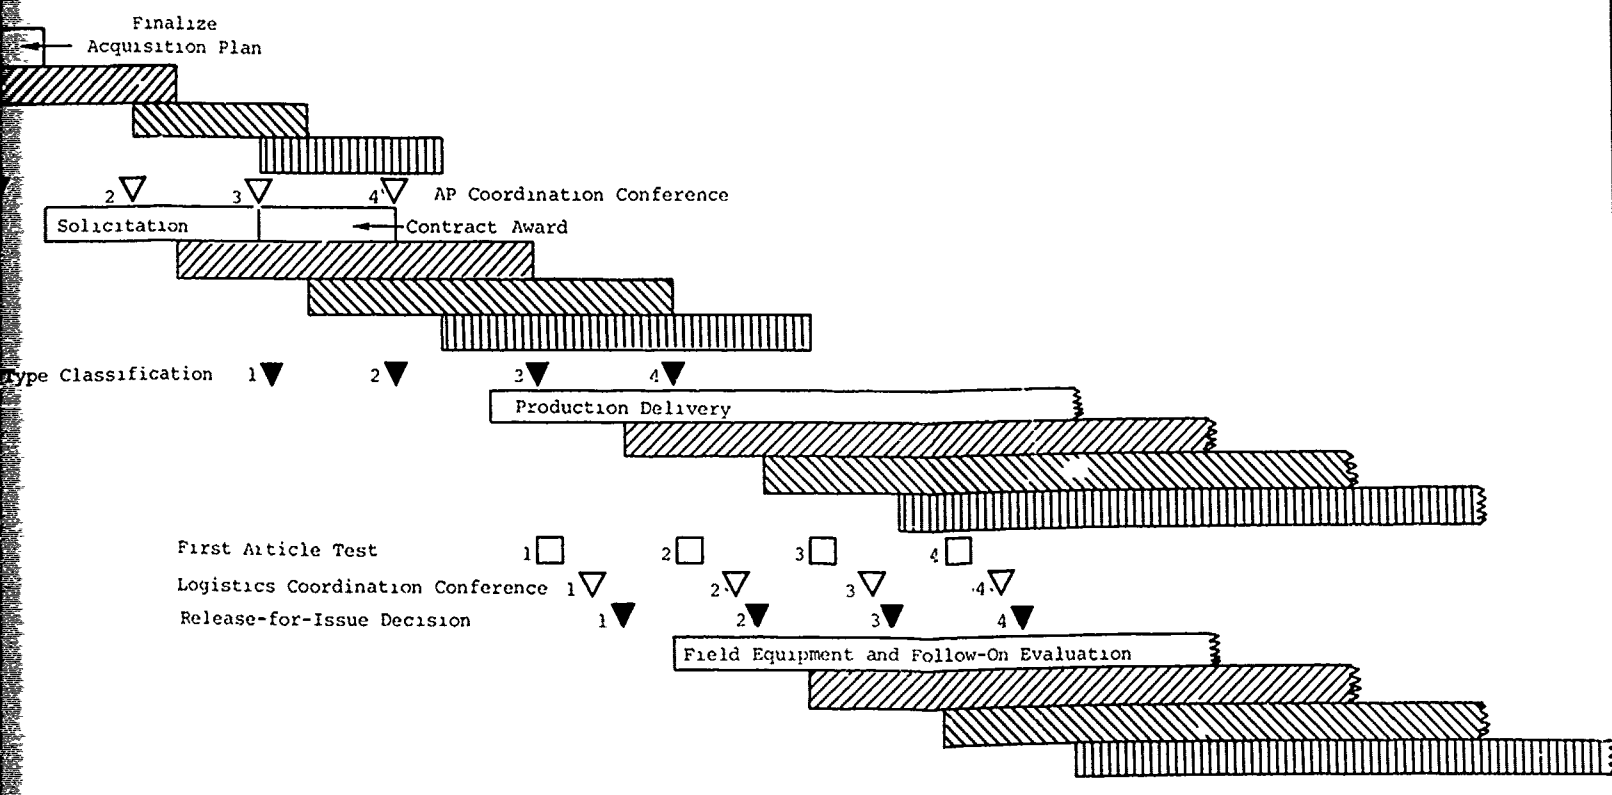 Finalize
Acquisition Plan
2 3 4 AP Coordination Conference
Solicitation Contract Award
Type Classification 1 2 3 4
Production Delivery
First Article Test 1 2 3 4
Logistics Coordination Conference 1 2 3 4
Release-for-Issue Decision 1 2 3 4
Field Equipment and Follow-On Evaluation